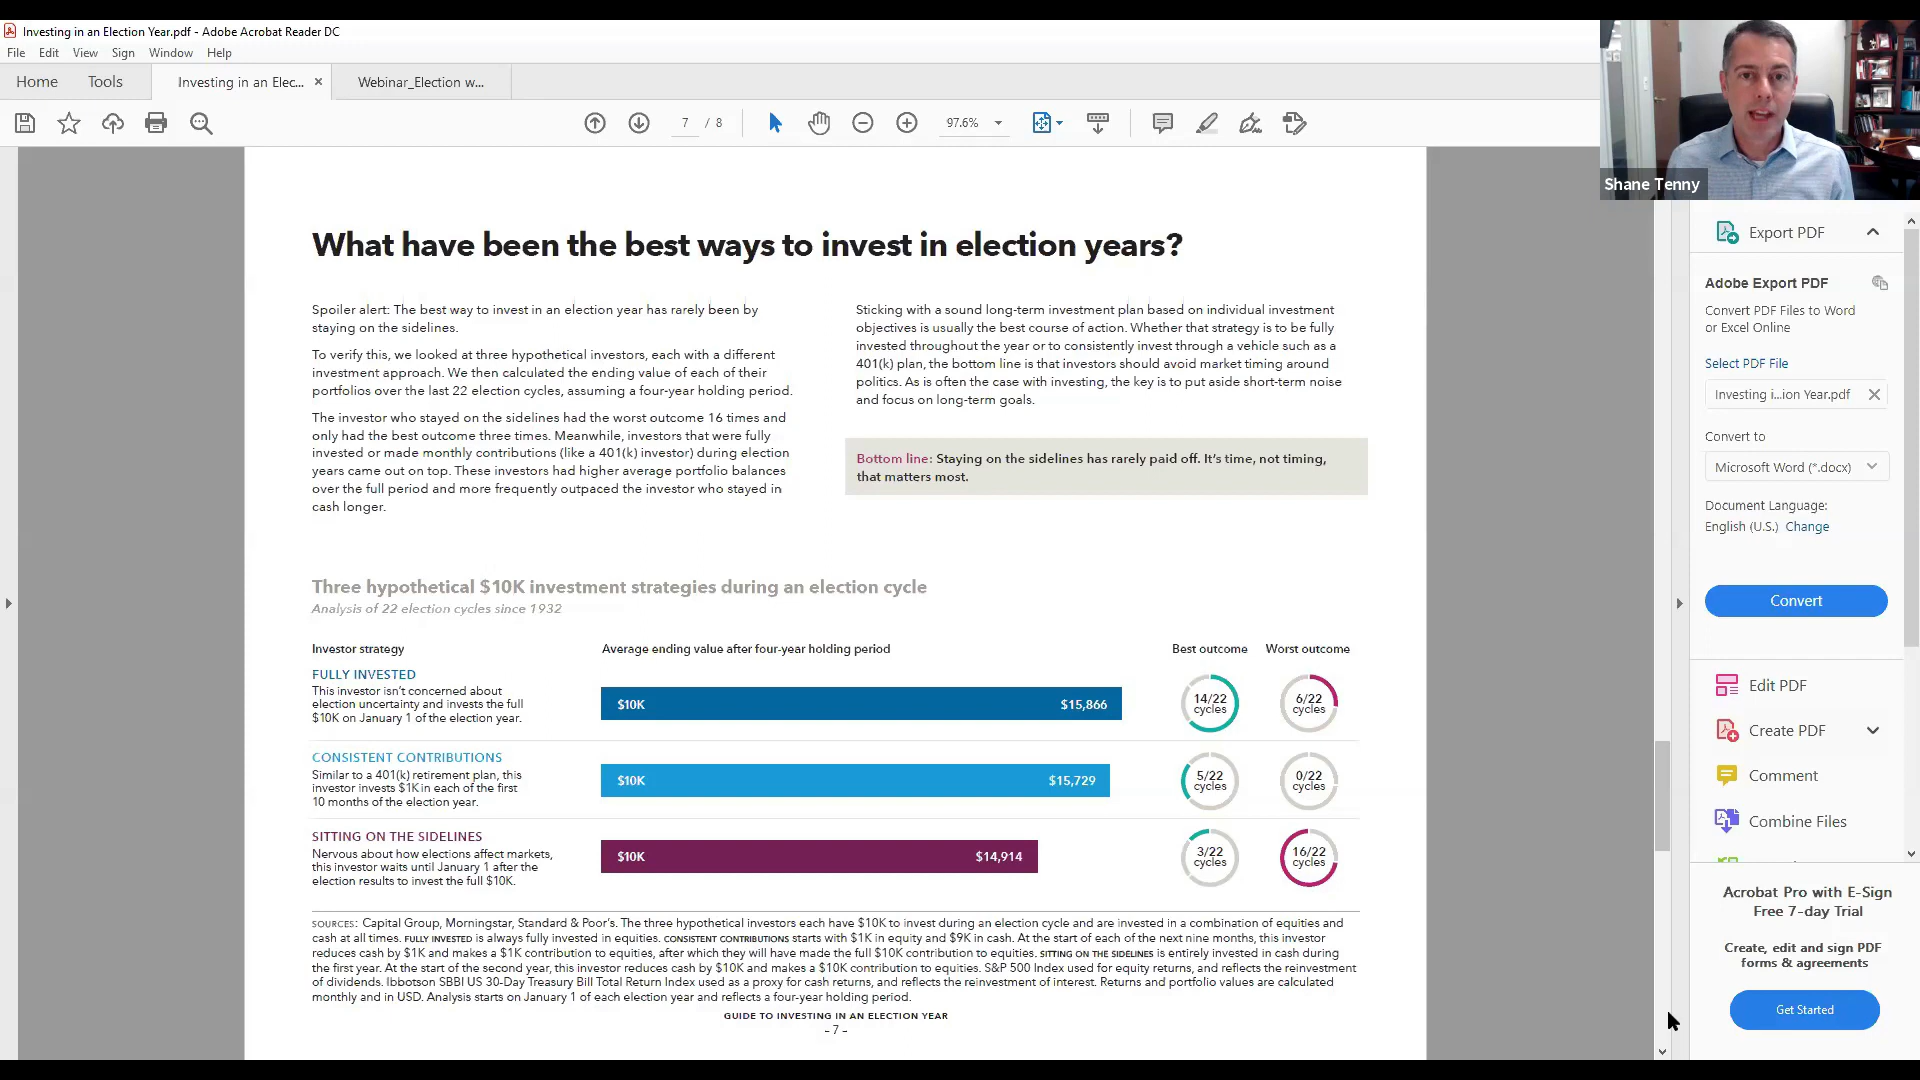 Investing in an Election Year.pdf - Adobe Acrobat Reader DC
File Edit View Sign Window Help
Home Tools Investing in an Elec... × Webinar_Election w...
7 / 8 97.6%
Shane Tenny
What have been the best ways to invest in election years?
Spoiler alert: The best way to invest in an election year has rarely been by
staying on the sidelines.
To verify this, we looked at three hypothetical investors, each with a different
investment approach. We then calculated the ending value of each of their
portfolios over the last 22 election cycles, assuming a four-year holding period.
The investor who stayed on the sidelines had the worst outcome 16 times and
only had the best outcome three times. Meanwhile, investors that were fully
invested or made monthly contributions (like a 401(k) investor) during election
years came out on top. These investors had higher average portfolio balances
over the full period and more frequently outpaced the investor who stayed in
cash longer.
Sticking with a sound long-term investment plan based on individual investment
objectives is usually the best course of action. Whether that strategy is to be fully
invested throughout the year or to consistently invest through a vehicle such as a
401(k) plan, the bottom line is that investors should avoid market timing around
politics. As is often the case with investing, the key is to put aside short-term noise
and focus on long-term goals.
Bottom line: Staying on the sidelines has rarely paid off. It's time, not timing,
that matters most.
Three hypothetical $10K investment strategies during an election cycle
Analysis of 22 election cycles since 1932
Investor strategy Average ending value after four-year holding period Best outcome Worst outcome
FULLY INVESTED
This investor isn't concerned about
election uncertainty and invests the full
$10K on January 1 of the election year.
$10K $15,866
14/22
cycles
6/22
cycles
CONSISTENT CONTRIBUTIONS
Similar to a 401(k) retirement plan, this
investor invests $1K in each of the first
10 months of the election year.
$10K $15,729
5/22
cycles
0/22
cycles
SITTING ON THE SIDELINES
Nervous about how elections affect markets,
this investor waits until January 1 after the
election results to invest the full $10K.
$10K $14,914
3/22
cycles
16/22
cycles
SOURCES: Capital Group, Morningstar, Standard & Poor's. The three hypothetical investors each have $10K to invest during an election cycle and are invested in a combination of equities and
cash at all times. FULLY INVESTED is always fully invested in equities. CONSISTENT CONTRIBUTIONS starts with $1K in equity and $9K in cash. At the start of each of the next nine months, this investor
reduces cash by $1K and makes a $1K contribution to equities, after which they will have made the full $10K contribution to equities. SITTING ON THE SIDELINES is entirely invested in cash during
the first year. At the start of the second year, this investor reduces cash by $10K and makes a $10K contribution to equities. S&P 500 Index used for equity returns, and reflects the reinvestment
of dividends. Ibbotson SBBI US 30-Day Treasury Bill Total Return Index used as a proxy for cash returns, and reflects the reinvestment of interest. Returns and portfolio values are calculated
monthly and in USD. Analysis starts on January 1 of each election year and reflects a four-year holding period.
GUIDE TO INVESTING IN AN ELECTION YEAR
– 7 –
Export PDF
Adobe Export PDF
Convert PDF Files to Word
or Excel Online
Select PDF File
Investing i...ion Year.pdf
Convert to
Microsoft Word (*.docx)
Document Language:
English (U.S.) Change
Convert
Edit PDF
Create PDF
Comment
Combine Files
Acrobat Pro with E-Sign
Free 7-day Trial
Create, edit and sign PDF
forms & agreements
Get Started